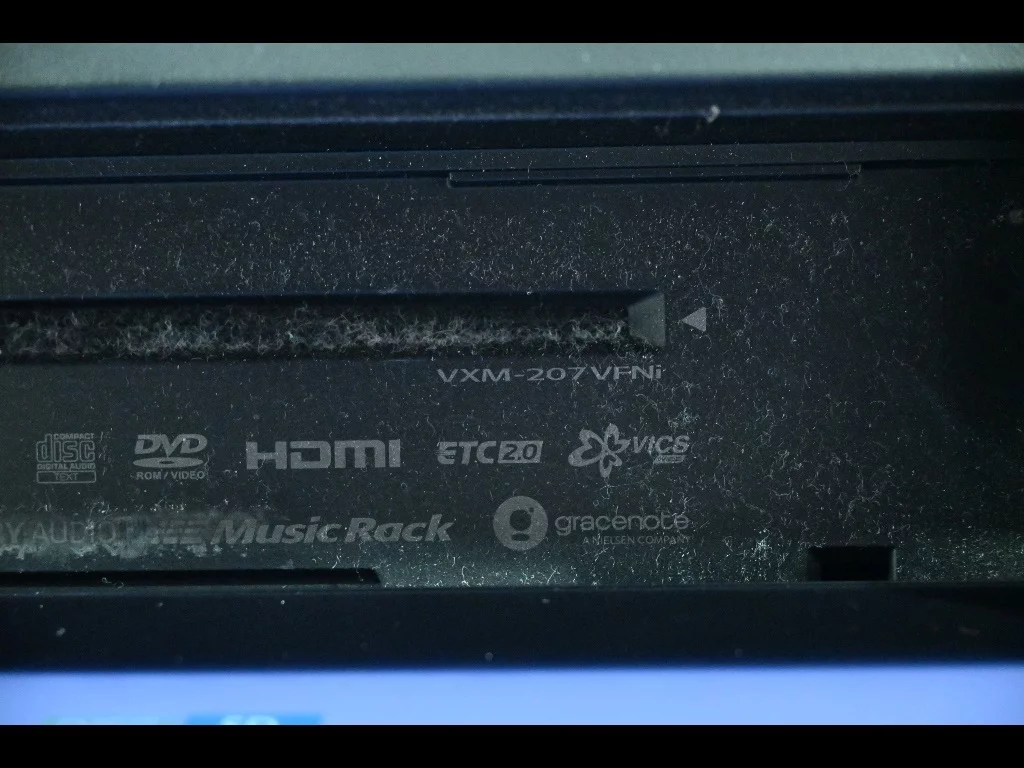 VXM-207VFNi
COMPACT
disc
DIGITAL AUDIO
TEXT
DVD
ROM / VIDEO
HDMI
ETC2.0
VICS
Y AUDIO
Music Rack
gracenote
A NIELSEN COMPANY